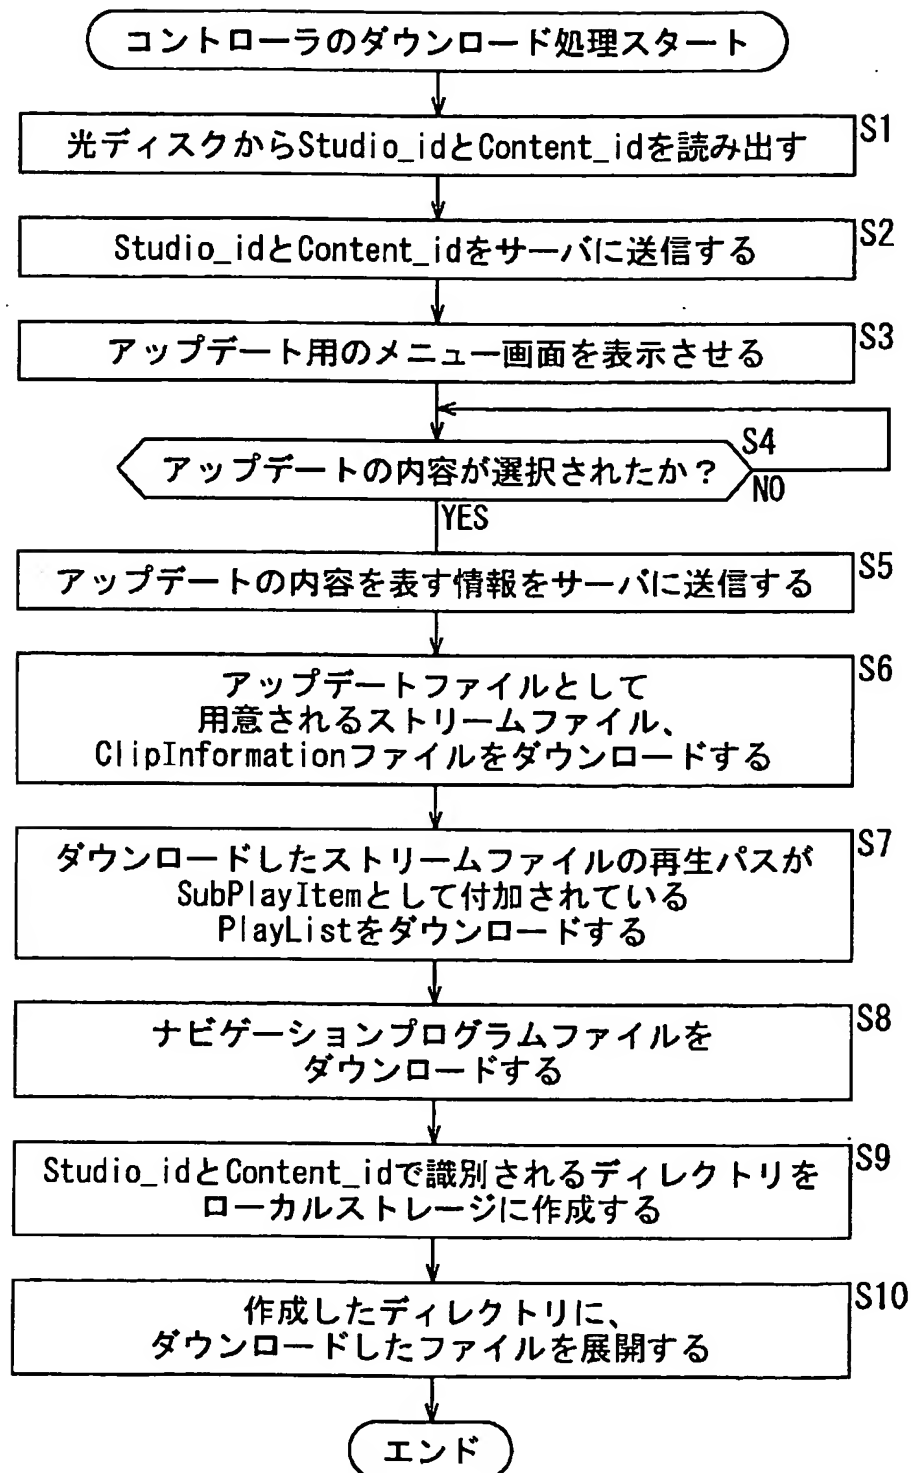 コントローラのダウンロード処理スタート
光ディスクからStudio_idとContent_idを読み出す
S1
Studio_idとContent_idをサーバに送信する
S2
アップデート用のメニュー画面を表示させる
S3
アップデートの内容が選択されたか？
S4
NO
YES
アップデートの内容を表す情報をサーバに送信する
S5
アップデートファイルとして
用意されるストリームファイル、
ClipInformationファイルをダウンロードする
S6
ダウンロードしたストリームファイルの再生パスが
SubPlayItemとして付加されている
PlayListをダウンロードする
S7
ナビゲーションプログラムファイルを
ダウンロードする
S8
Studio_idとContent_idで識別されるディレクトリを
ローカルストレージに作成する
S9
作成したディレクトリに、
ダウンロードしたファイルを展開する
S10
エンド